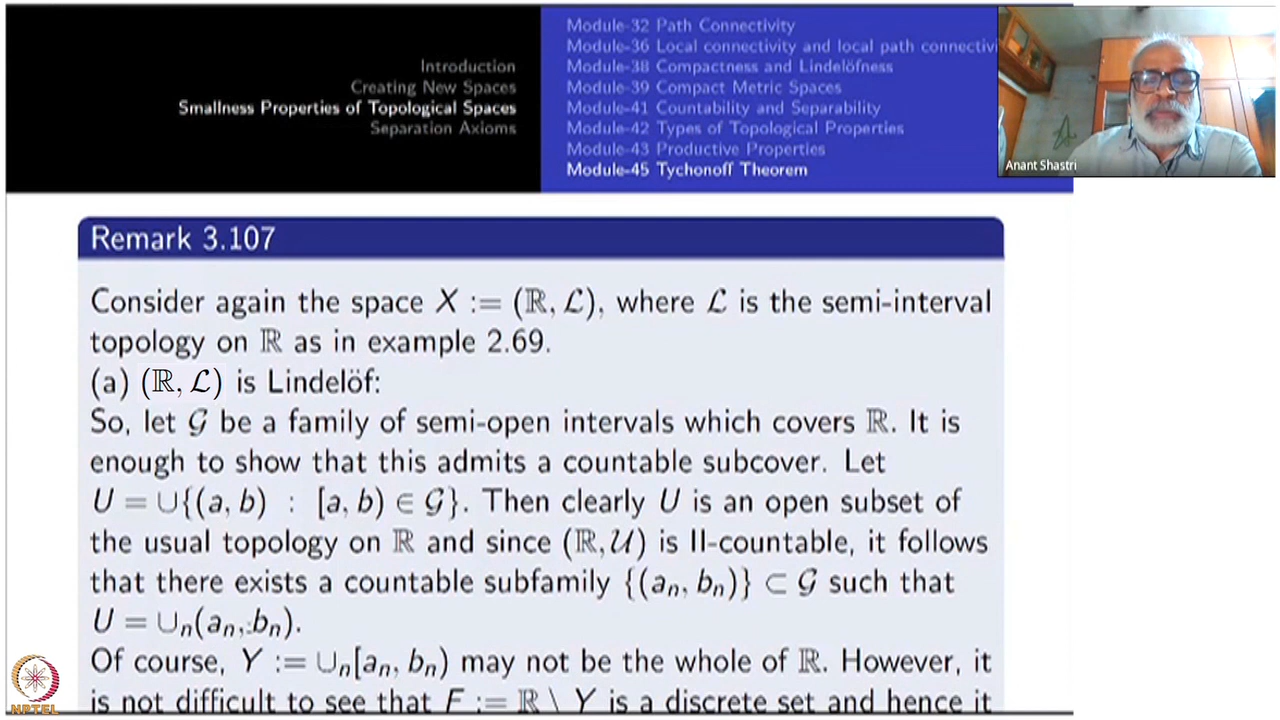 Introduction
Creating New Spaces
Smallness Properties of Topological Spaces
Separation Axioms
Module-32 Path Connectivity
Module-36 Local connectivity and local path connectiv
Module-38 Compactness and Lindelöfness
Module-39 Compact Metric Spaces
Module-41 Countability and Separability
Module-42 Types of Topological Properties
Module-43 Productive Properties
Module-45 Tychonoff Theorem
Anant Shastri
Remark 3.107
Consider again the space X := (ℝ, ℒ), where ℒ is the semi-interval
topology on ℝ as in example 2.69.
(a) (ℝ, ℒ) is Lindelöf:
So, let 𝒢 be a family of semi-open intervals which covers ℝ. It is
enough to show that this admits a countable subcover. Let
U = ∪{(a, b) : [a, b) ∈ 𝒢}. Then clearly U is an open subset of
the usual topology on ℝ and since (ℝ, 𝒰) is II-countable, it follows
that there exists a countable subfamily {(aₙ, bₙ)} ⊂ 𝒢 such that
U = ∪ₙ(aₙ, bₙ).
Of course, Y := ∪ₙ[aₙ, bₙ) may not be the whole of ℝ. However, it
is not difficult to see that F := ℝ \ Y is a discrete set and hence it
NPTEL